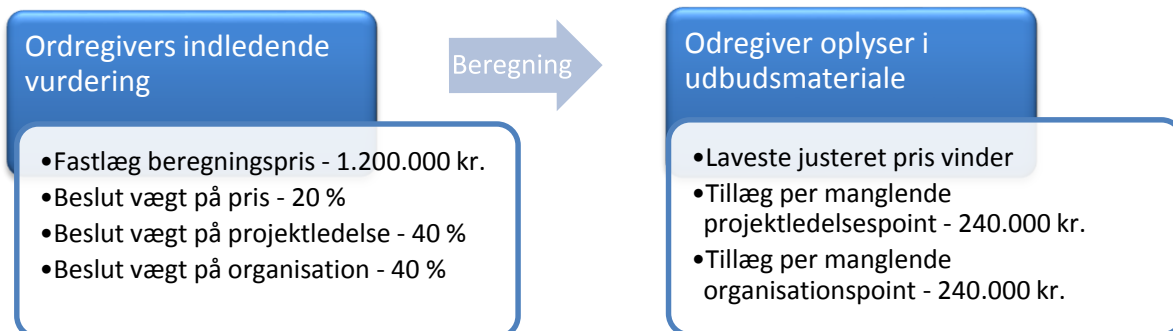 Ordregivers indledende
vurdering
•Fastlæg beregningspris - 1.200.000 kr.
•Beslut vægt på pris - 20 %
•Beslut vægt på projektledelse - 40 %
•Beslut vægt på organisation - 40 %
Beregning
Odregiver oplyser i
udbudsmateriale
•Laveste justeret pris vinder
•Tillæg per manglende
projektledelsespoint - 240.000 kr.
•Tillæg per manglende
organisationspoint - 240.000 kr.